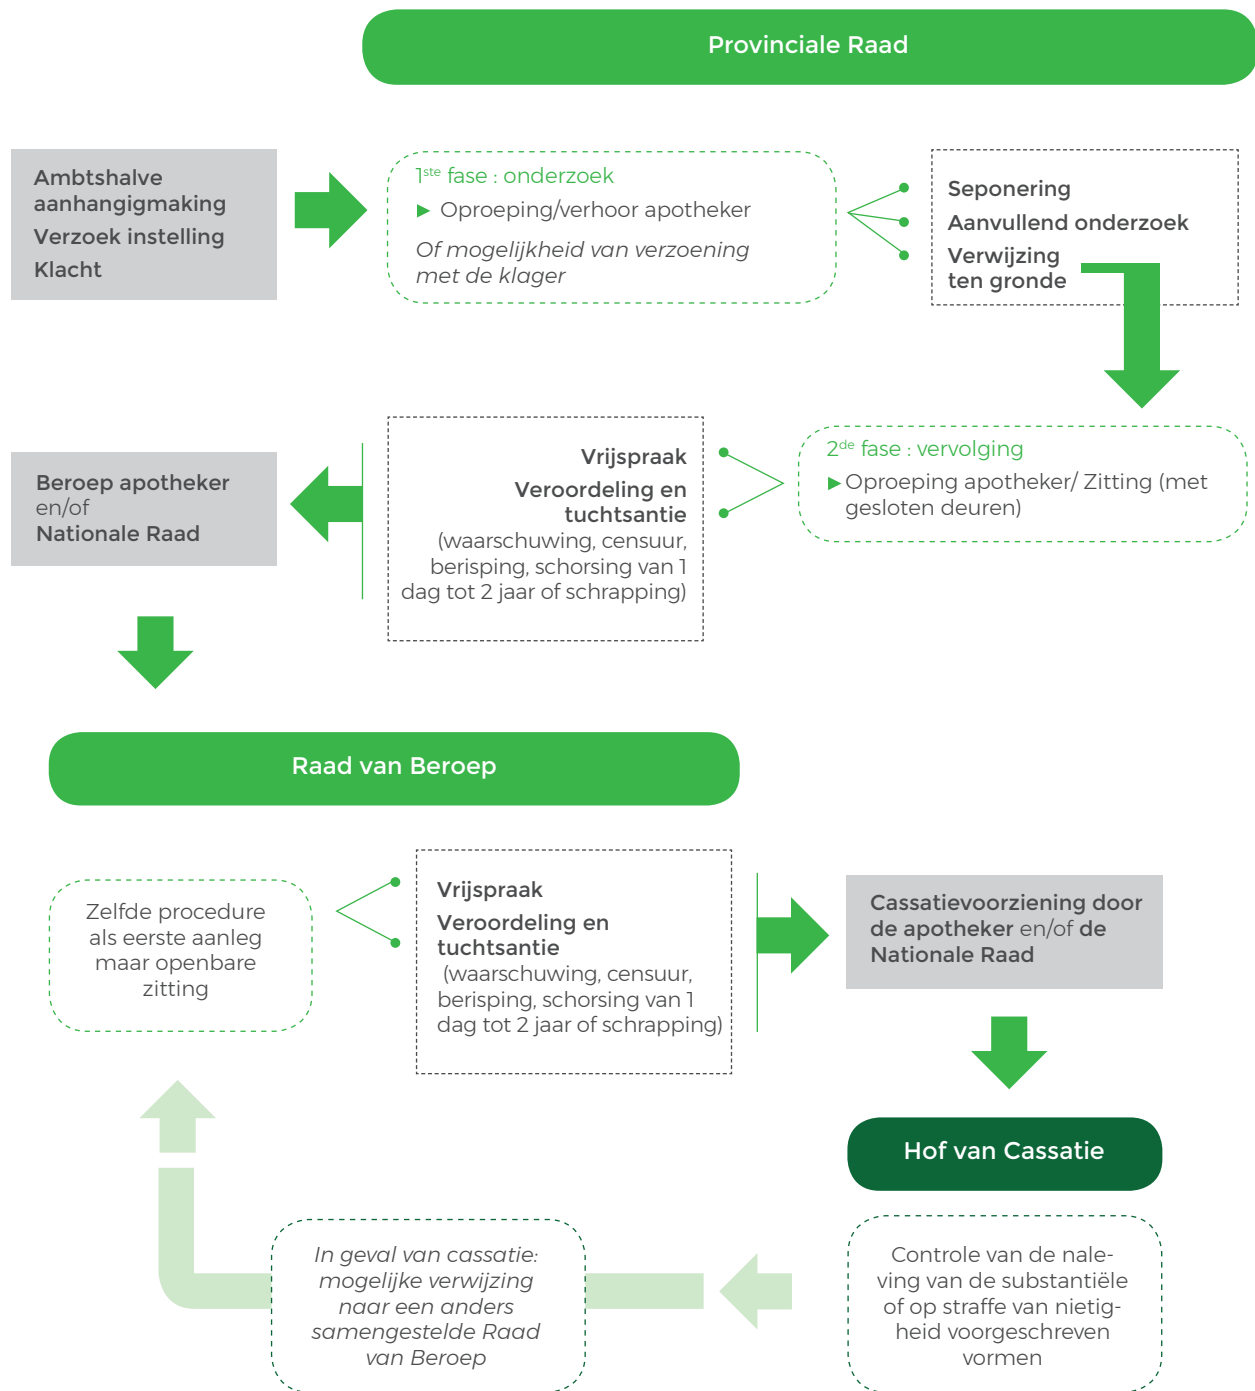 Provinciale Raad
Ambtshalve
aanhangigmaking
Verzoek instelling
Klacht
1ste fase : onderzoek
► Oproeping/verhoor apotheker
Of mogelijkheid van verzoening
met de klager
Seponering
Aanvullend onderzoek
Verwijzing
ten gronde
2de fase : vervolging
► Oproeping apotheker/ Zitting (met
gesloten deuren)
Vrijspraak
Veroordeling en
tuchtsantie
(waarschuwing, censuur,
berisping, schorsing van 1
dag tot 2 jaar of schrapping)
Beroep apotheker
en/of
Nationale Raad
Raad van Beroep
Zelfde procedure
als eerste aanleg
maar openbare
zitting
Vrijspraak
Veroordeling en
tuchtsantie
(waarschuwing, censuur,
berisping, schorsing van 1
dag tot 2 jaar of schrapping)
Cassatievoorziening door
de apotheker en/of de
Nationale Raad
Hof van Cassatie
Controle van de nale-
ving van de substantiële
of op straffe van nietig-
heid voorgeschreven
vormen
In geval van cassatie:
mogelijke verwijzing
naar een anders
samengestelde Raad
van Beroep